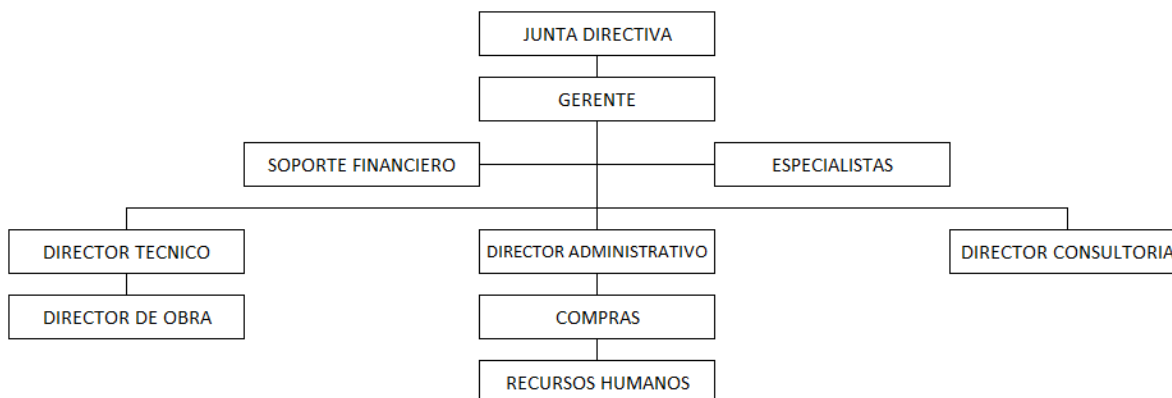 JUNTA DIRECTIVA
GERENTE
SOPORTE FINANCIERO
ESPECIALISTAS
DIRECTOR TECNICO
DIRECTOR ADMINISTRATIVO
DIRECTOR CONSULTORIA
DIRECTOR DE OBRA
COMPRAS
RECURSOS HUMANOS